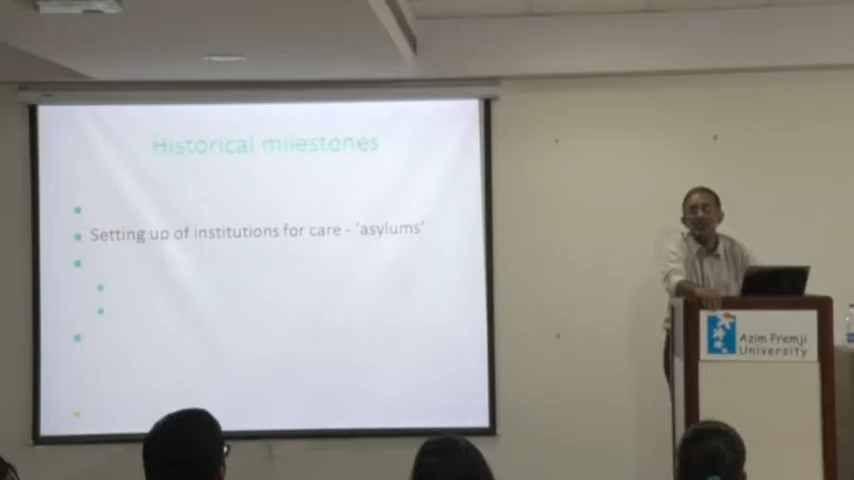 Historical milestones
Setting up of institutions for care - 'asylums'
Azim Premji
University